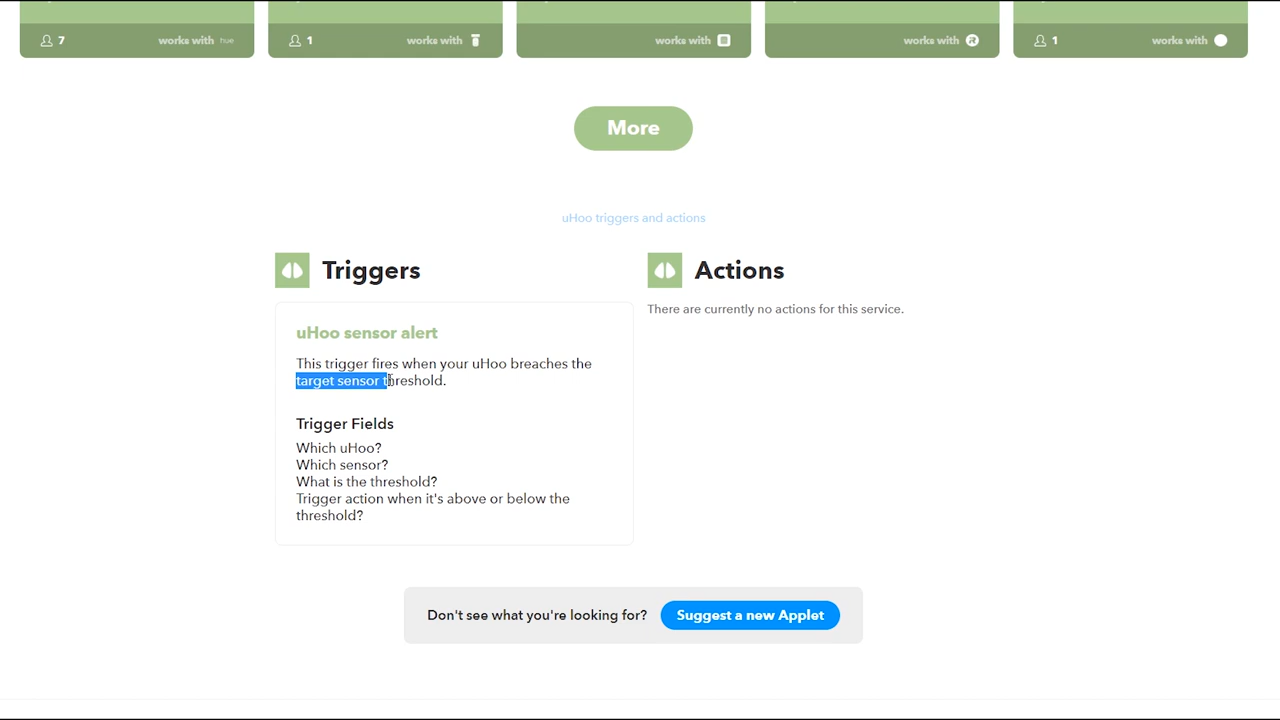 7 works with hue
1 works with
works with
works with
1 works with
More
uHoo triggers and actions
Triggers
Actions
uHoo sensor alert
This trigger fires when your uHoo breaches the
target sensor threshold.
Trigger Fields
Which uHoo?
Which sensor?
What is the threshold?
Trigger action when it's above or below the
threshold?
There are currently no actions for this service.
Don't see what you're looking for? Suggest a new Applet